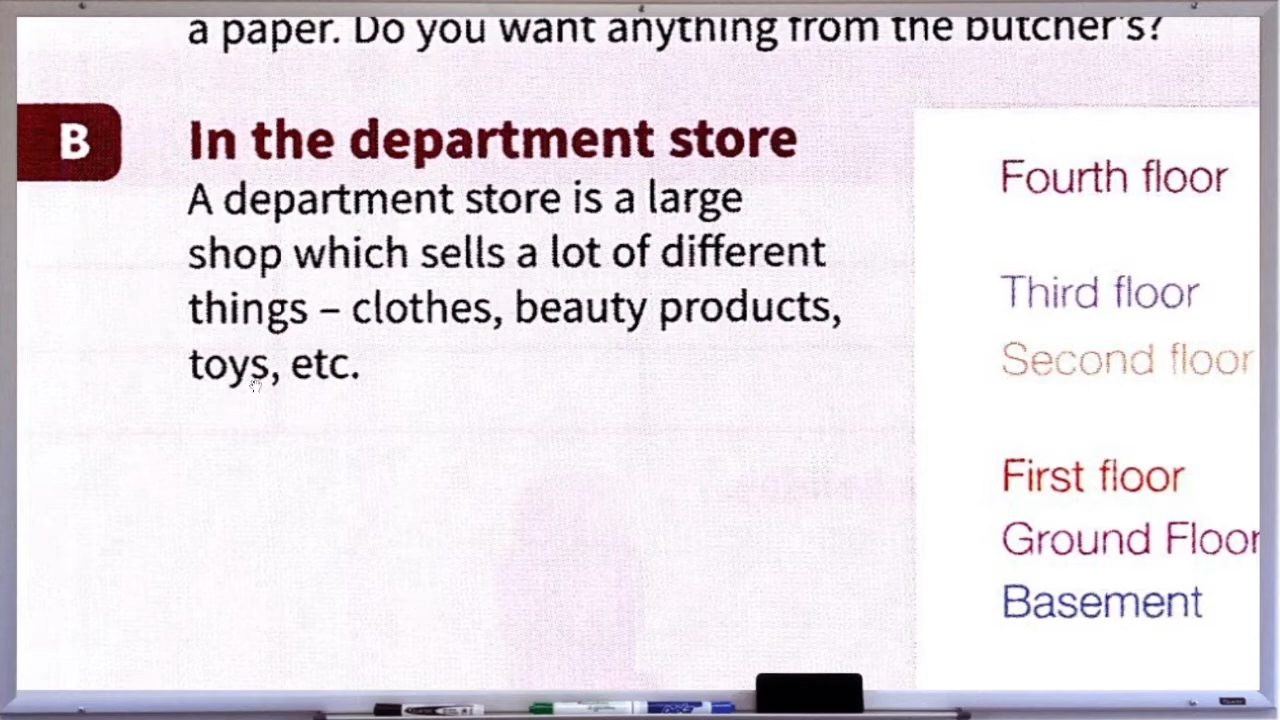 a paper. Do you want anything from the butcher's?
B
In the department store
A department store is a large
shop which sells a lot of different
things – clothes, beauty products,
toys, etc.
Fourth floor
Third floor
Second floor
First floor
Ground Floor
Basement